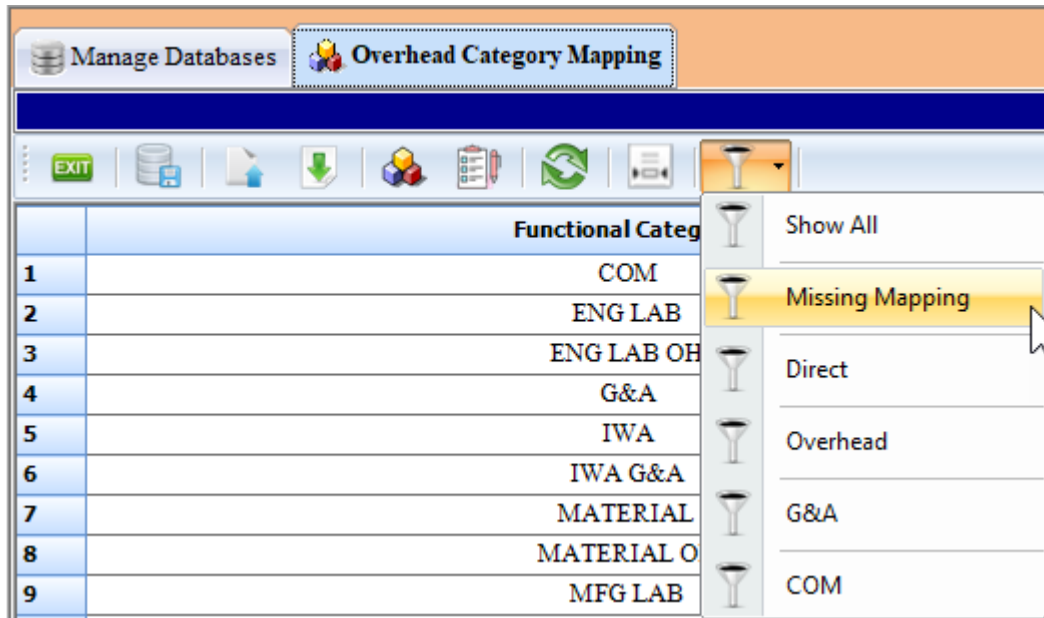 Manage Databases Overhead Category Mapping
EXIT
Functional Categ
1 COM
2 ENG LAB
3 ENG LAB OH
4 G&A
5 IWA
6 IWA G&A
7 MATERIAL
8 MATERIAL O
9 MFG LAB
Show All
Missing Mapping
Direct
Overhead
G&A
COM